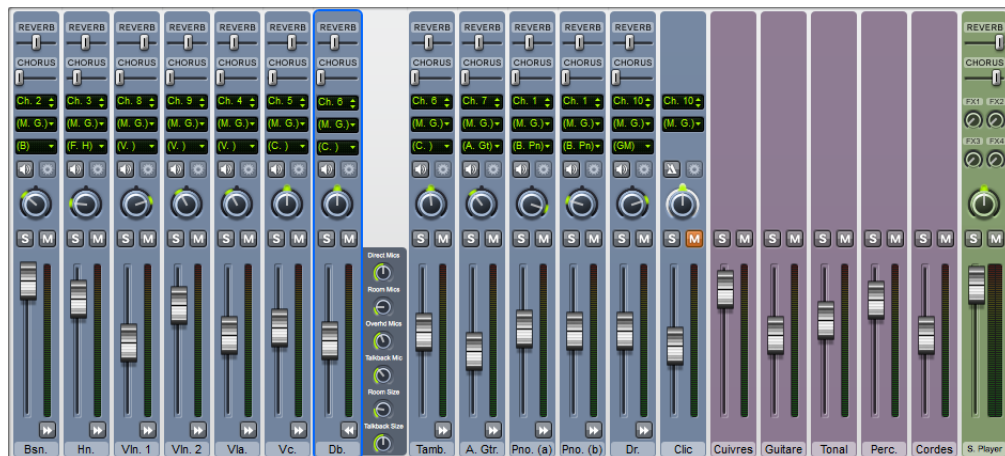 REVERB REVERB REVERB REVERB REVERB REVERB REVERB REVERB REVERB REVERB REVERB REVERB REVERB
CHORUS CHORUS CHORUS CHORUS CHORUS CHORUS CHORUS CHORUS CHORUS CHORUS CHORUS CHORUS CHORUS
Ch. 2 Ch. 3 Ch. 8 Ch. 9 Ch. 4 Ch. 5 Ch. 6 Ch. 6 Ch. 7 Ch. 1 Ch. 1 Ch. 10 Ch. 10 FX1 FX2
(M. G.) (M. G.) (M. G.) (M. G.) (M. G.) (M. G.) (M. G.) (M. G.) (M. G.) (M. G.) (M. G.) (M. G.) (M. G.)
(B) (F. H) (V. ) (V. ) (V. ) (C. ) (C. ) (C. ) (A. Gt) (B. Pn) (B. Pn) (GM) FX3 FX4
S M S M S M S M S M S M S M S M S M S M S M S M S M S M S M S M S M S M S M
Direct Mics
Room Mics
Overhd Mics
Talkback Mic
Room Size
Talkback Size
Bsn. Hn. Vln. 1 Vln. 2 Vla. Vc. Db. Tamb. A. Gtr. Pno. (a) Pno. (b) Dr. Clic Cuivres Guitare Tonal Perc. Cordes S. Player